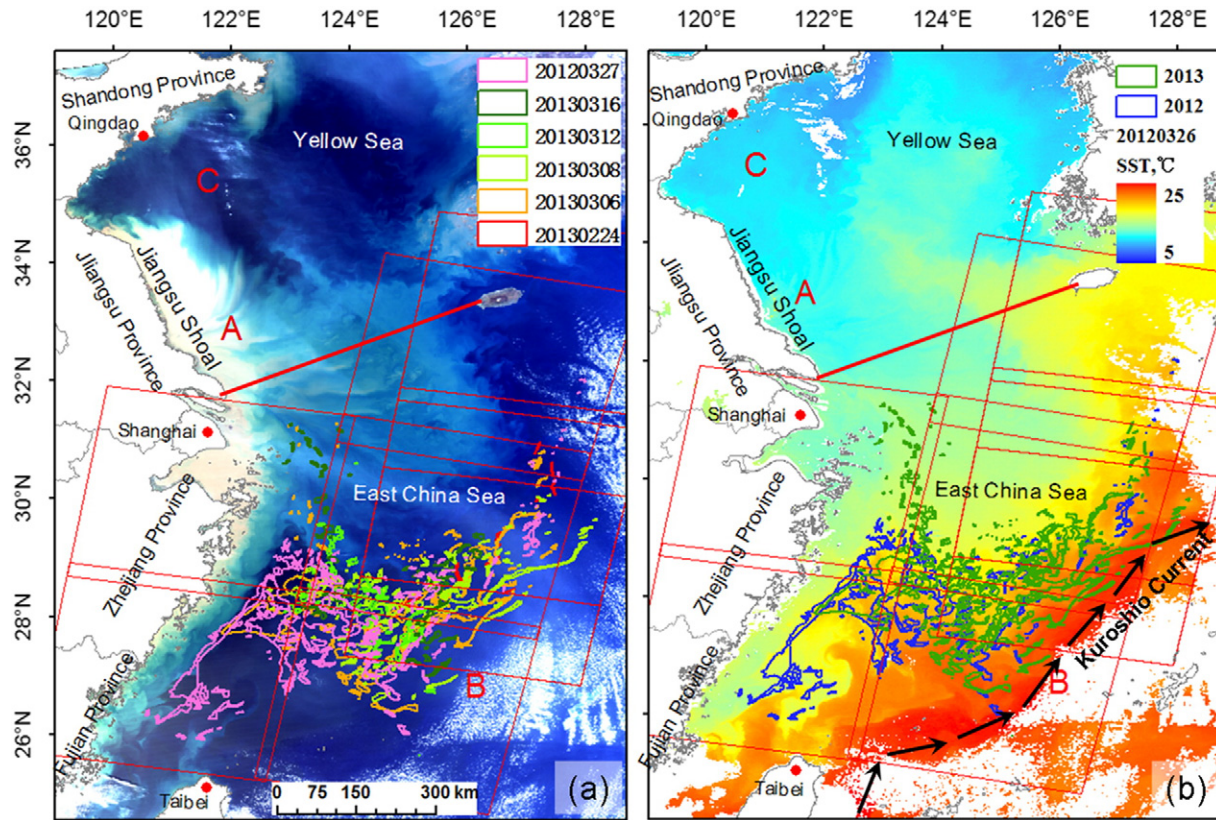 120°E 122°E 124°E 126°E 128°E
120°E 122°E 124°E 126°E 128°E
36°N
34°N
32°N
30°N
28°N
26°N
Shandong Province
Qingdao
Yellow Sea
C
20120327
20130316
20130312
20130308
20130306
20130224
Jiangsu Shoal
JIiangsu Province
A
Shanghai
East China Sea
Zhejiang Province
Fujian Province
B
Taibei
0 75 150 300 km
(a)
Shandong Province
Qingdao
Yellow Sea
C
2013
2012
20120326
SST,℃
25
5
Jiangsu Shoal
JIiangsu Province
A
Shanghai
East China Sea
Zhejiang Province
Kuroshio Current
Fujian Province
B
Taibei
(b)